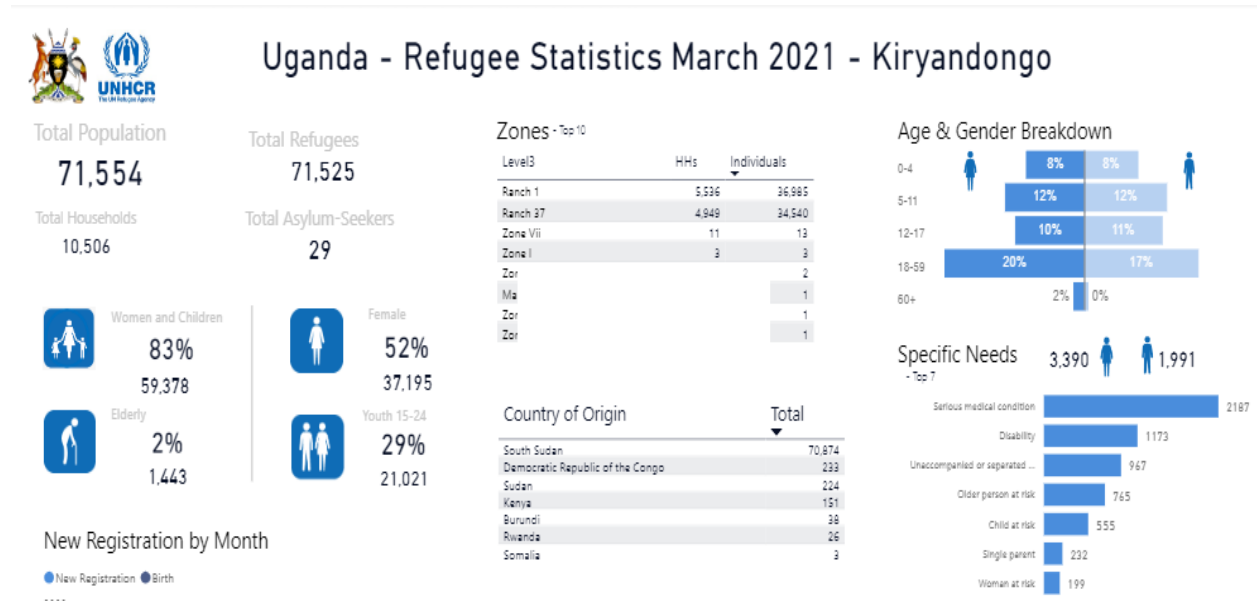 Uganda - Refugee Statistics March 2021 - Kiryandongo
UNHCR
The UN Refugee Agency
Total Population
71,554
Total Refugees
71,525
Total Households
10,506
Total Asylum-Seekers
29
Women and Children
83%
59,378
Female
52%
37,195
Elderly
2%
1,443
Youth 15-24
29%
21,021
New Registration by Month
New Registration Birth
Zones - Top 10
Level3 HHs Individuals
Ranch 1 5,536 36,985
Ranch 37 4,949 34,540
Zone Vii 11 13
Zone I 3 3
Zor 2
Ma 1
Zor 1
Zor 1
Country of Origin Total
South Sudan 70,874
Democratic Republic of the Congo 233
Sudan 224
Kenya 151
Burundi 38
Rwanda 26
Somalia 3
Age & Gender Breakdown
0-4 8% 8%
5-11 12% 12%
12-17 10% 11%
18-59 20% 17%
60+ 2% 0%
Specific Needs 3,390 1,991
- Top 7
Serious medical condition 2187
Disability 1173
Unaccompanied or separated ... 967
Older person at risk 765
Child at risk 555
Single parent 232
Woman at risk 199